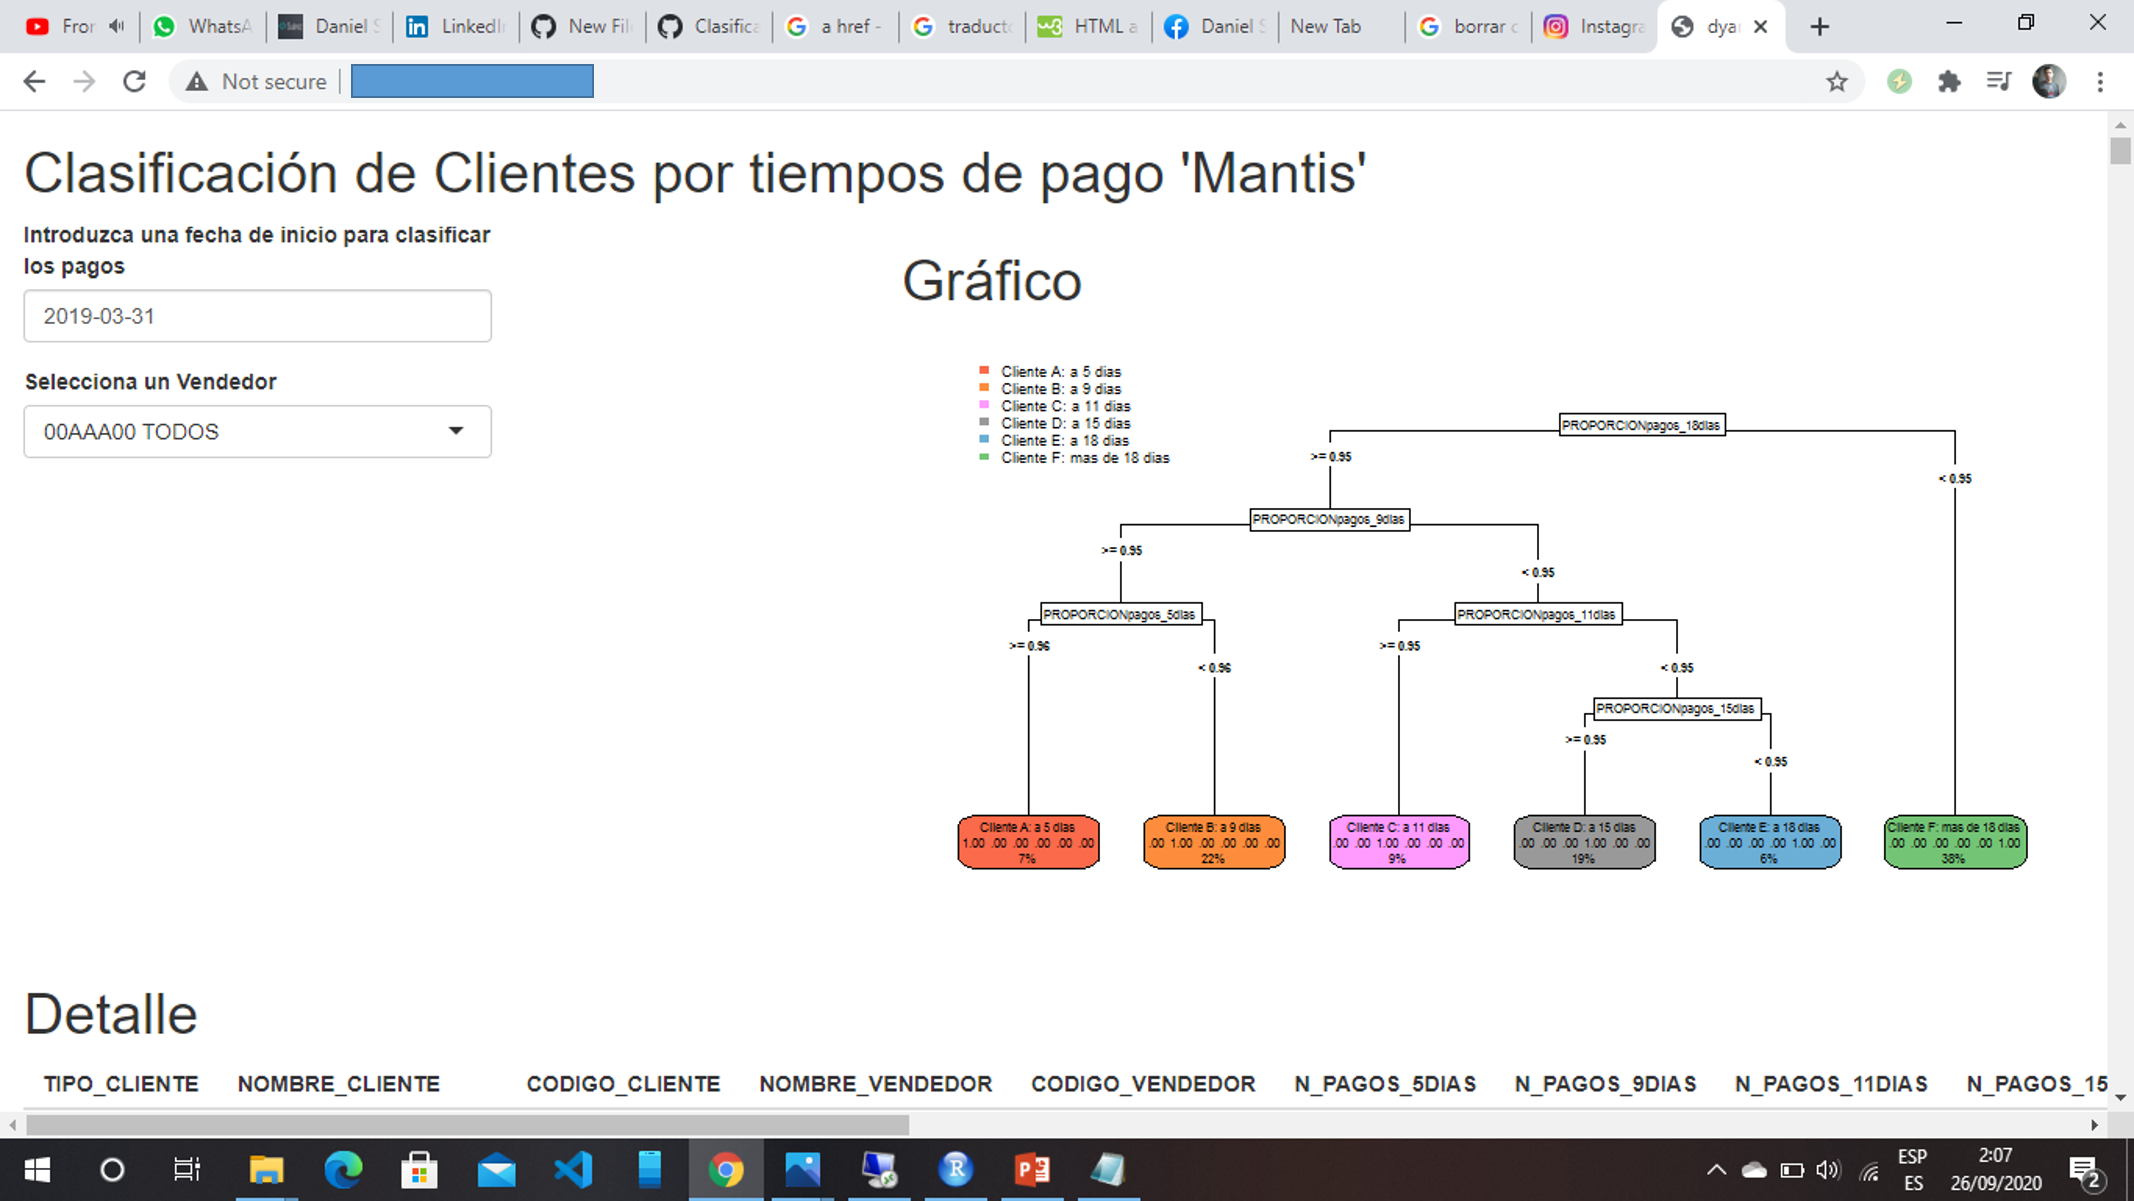 From
WhatsA
Daniel S
LinkedIn
New File
Clasifica
a href -
traducto
HTML a
Daniel S
New Tab
borrar c
Instagra
dya
Not secure
Clasificación de Clientes por tiempos de pago 'Mantis'
Introduzca una fecha de inicio para clasificar
los pagos
2019-03-31
Selecciona un Vendedor
00AAA00 TODOS
Gráfico
Cliente A: a 5 dias
Cliente B: a 9 dias
Cliente C: a 11 dias
Cliente D: a 15 dias
Cliente E: a 18 dias
Cliente F: mas de 18 dias
PROPORCIONpagos_18dias
>= 0.95
< 0.95
PROPORCIONpagos_9dias
>= 0.95
< 0.95
PROPORCIONpagos_5dias
PROPORCIONpagos_11dias
>= 0.96
< 0.96
>= 0.95
< 0.95
PROPORCIONpagos_15dias
>= 0.95
< 0.95
Cliente A: a 5 dias
1.00 .00 .00 .00 .00 .00
7%
Cliente B: a 9 dias
.00 1.00 .00 .00 .00 .00
22%
Cliente C: a 11 dias
.00 .00 1.00 .00 .00 .00
9%
Cliente D: a 15 dias
.00 .00 .00 1.00 .00 .00
19%
Cliente E: a 18 dias
.00 .00 .00 .00 1.00 .00
6%
Cliente F: mas de 18 dias
.00 .00 .00 .00 .00 1.00
38%
Detalle
TIPO_CLIENTE NOMBRE_CLIENTE CODIGO_CLIENTE NOMBRE_VENDEDOR CODIGO_VENDEDOR N_PAGOS_5DIAS N_PAGOS_9DIAS N_PAGOS_11DIAS N_PAGOS_15
ESP
ES
2:07
26/09/2020
2